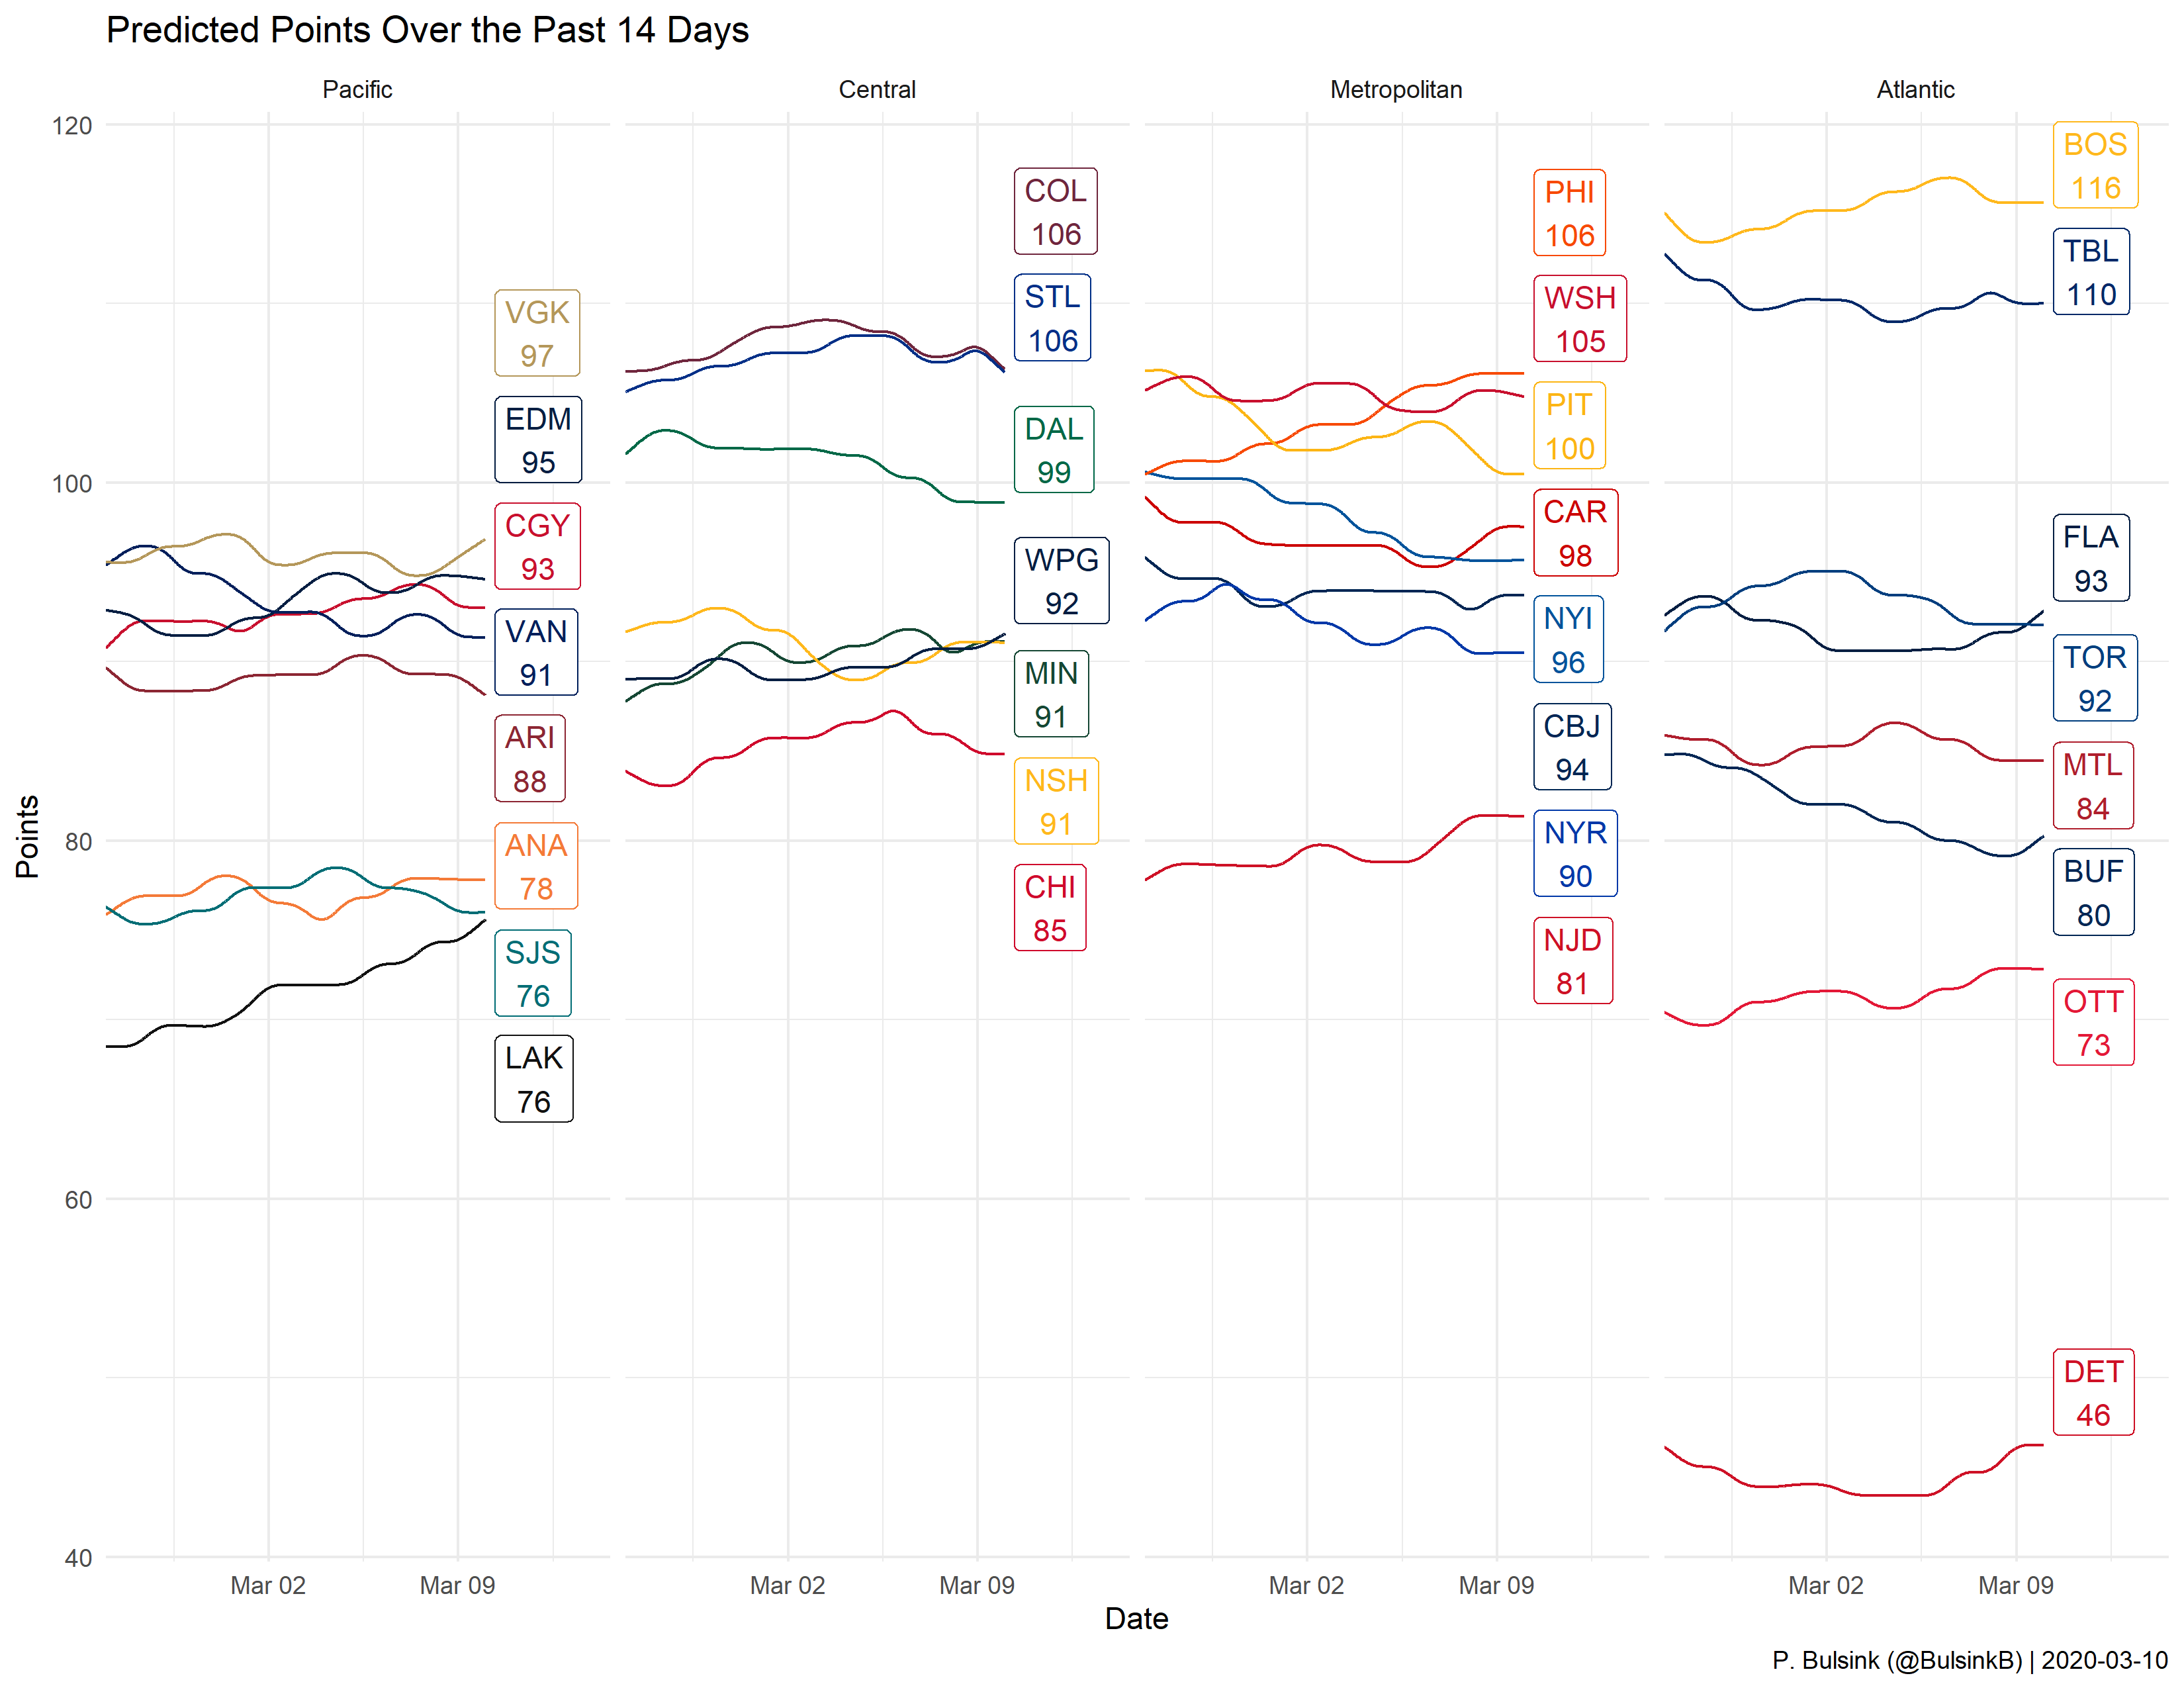 Predicted Points Over the Past 14 Days
Pacific
Central
Metropolitan
Atlantic
Points
120
100
80
60
40
VGK
97
EDM
95
CGY
93
VAN
91
ARI
88
ANA
78
SJS
76
LAK
76
COL
106
STL
106
DAL
99
WPG
92
MIN
91
NSH
91
CHI
85
PHI
106
WSH
105
PIT
100
CAR
98
NYI
96
CBJ
94
NYR
90
NJD
81
BOS
116
TBL
110
FLA
93
TOR
92
MTL
84
BUF
80
OTT
73
DET
46
Mar 02
Mar 09
Mar 02
Mar 09
Mar 02
Mar 09
Mar 02
Mar 09
Date
P. Bulsink (@BulsinkB) | 2020-03-10